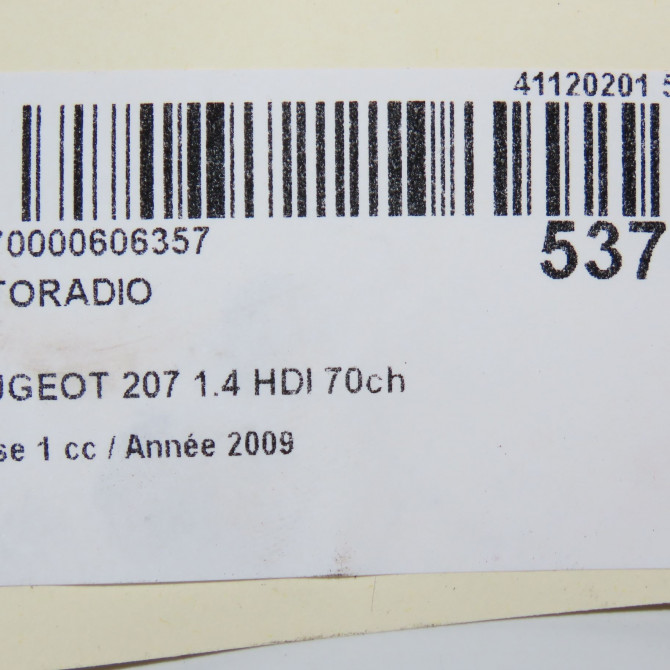 41120201 5
70000606357
537
TORADIO
UGEOT 207 1.4 HDI 70ch
se 1 cc / Année 2009